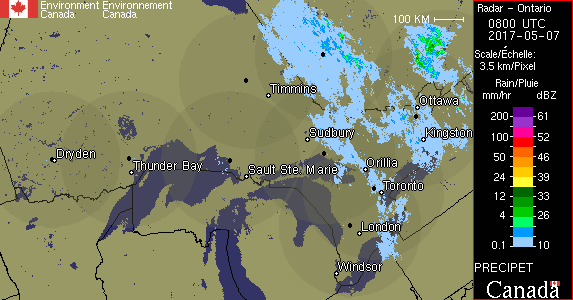 Environment Environnement
Canada Canada
100 KM
Timmins
Ottawa
Sudbury
Kingston
Dryden
Thunder Bay
Sault Ste. Marie
Orillia
Toronto
London
Windsor
Radar - Ontario
0800 UTC
2017-05-07
Scale/Échelle:
3.5 km/Pixel
Rain/Pluie
mm/hr dBZ
200 61
100 52
50 46
24 39
12 33
4 26
0.1 10
PRECIPET
Canada